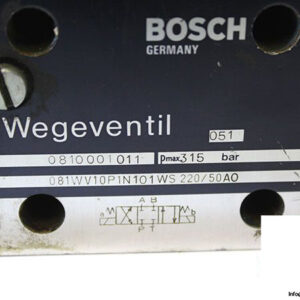 BOSCH
GERMANY
Wegeventil
051
0810001011 pmax. 315 bar
081WV10P1N101WS 220/50AO
A B
P T